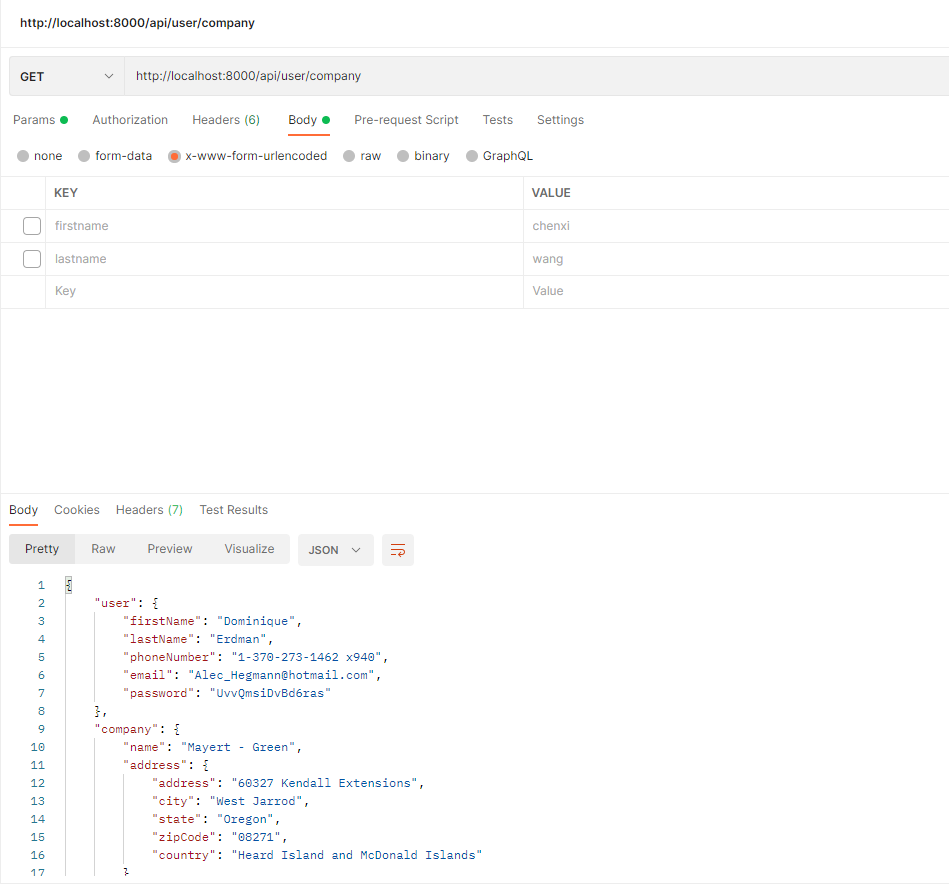 http://localhost:8000/api/user/company
GET http://localhost:8000/api/user/company
Params Authorization Headers (6) Body Pre-request Script Tests Settings
none form-data x-www-form-urlencoded raw binary GraphQL
KEY VALUE
firstname chenxi
lastname wang
Key Value
Body Cookies Headers (7) Test Results
Pretty Raw Preview Visualize JSON
1 {
2 "user": {
3 "firstName": "Dominique",
4 "lastName": "Erdman",
5 "phoneNumber": "1-370-273-1462 x940",
6 "email": "Alec_Hegmann@hotmail.com",
7 "password": "UvvQmsiDvBd6ras"
8 },
9 "company": {
10 "name": "Mayert - Green",
11 "address": {
12 "address": "60327 Kendall Extensions",
13 "city": "West Jarrod",
14 "state": "Oregon",
15 "zipCode": "08271",
16 "country": "Heard Island and McDonald Islands"
17 }